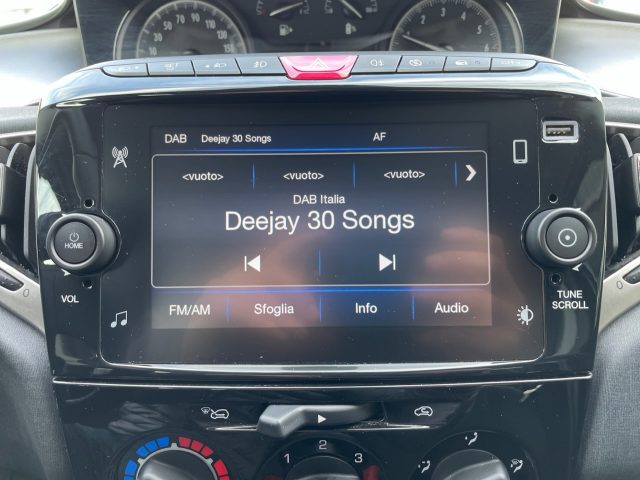 DAB Deejay 30 Songs AF
<vuoto> <vuoto> <vuoto>
DAB Italia
Deejay 30 Songs
FM/AM Sfoglia Info Audio
HOME
VOL
TUNE
SCROLL
1 2 3